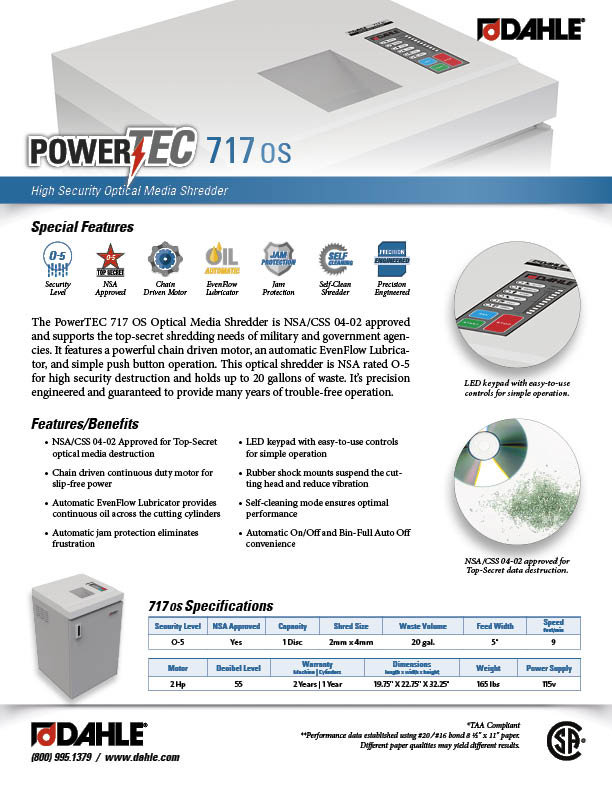 DAHLE®
POWERTEC 717 OS
High Security Optical Media Shredder
Special Features
O-5
Security
Level
O-5
TOP SECRET
NSA
Approved
Chain
Driven Motor
OIL
AUTOMATIC
EvenFlow
Lubricator
JAM
PROTECTION
Jam
Protection
SELF
CLEANING
Self-Clean
Shredder
PRECISION
ENGINEERED
Precision
Engineered
The PowerTEC 717 OS Optical Media Shredder is NSA/CSS 04-02 approved
and supports the top-secret shredding needs of military and government agen-
cies. It features a powerful chain driven motor, an automatic EvenFlow Lubrica-
tor, and simple push button operation. This optical shredder is NSA rated O-5
for high security destruction and holds up to 20 gallons of waste. It's precision
engineered and guaranteed to provide many years of trouble-free operation.
DAHLE
LED keypad with easy-to-use
controls for simple operation.
Features/Benefits
• NSA/CSS 04-02 Approved for Top-Secret
optical media destruction
• Chain driven continuous duty motor for
slip-free power
• Automatic EvenFlow Lubricator provides
continuous oil across the cutting cylinders
• Automatic jam protection eliminates
frustration
• LED keypad with easy-to-use controls
for simple operation
• Rubber shock mounts suspend the cut-
ting head and reduce vibration
• Self-cleaning mode ensures optimal
performance
• Automatic On/Off and Bin-Full Auto Off
convenience
NSA/CSS 04-02 approved for
Top-Secret data destruction.
717 OS Specifications
Security Level NSA Approved Capacity Shred Size Waste Volume Feed Width Speed
feet/min
O-5 Yes 1 Disc 2mm x 4mm 20 gal. 5" 9
Motor Decibel Level Warranty Dimensions Weight Power Supply
Machine | Cylinders length x width x height
2 Hp 55 2 Years | 1 Year 19.75" X 22.75" X 32.25" 165 lbs 115v
DAHLE®
(800) 995.1379 / www.dahle.com
*TAA Compliant
**Performance data established using #20/#16 bond 8 ½" x 11" paper.
Different paper qualities may yield different results.